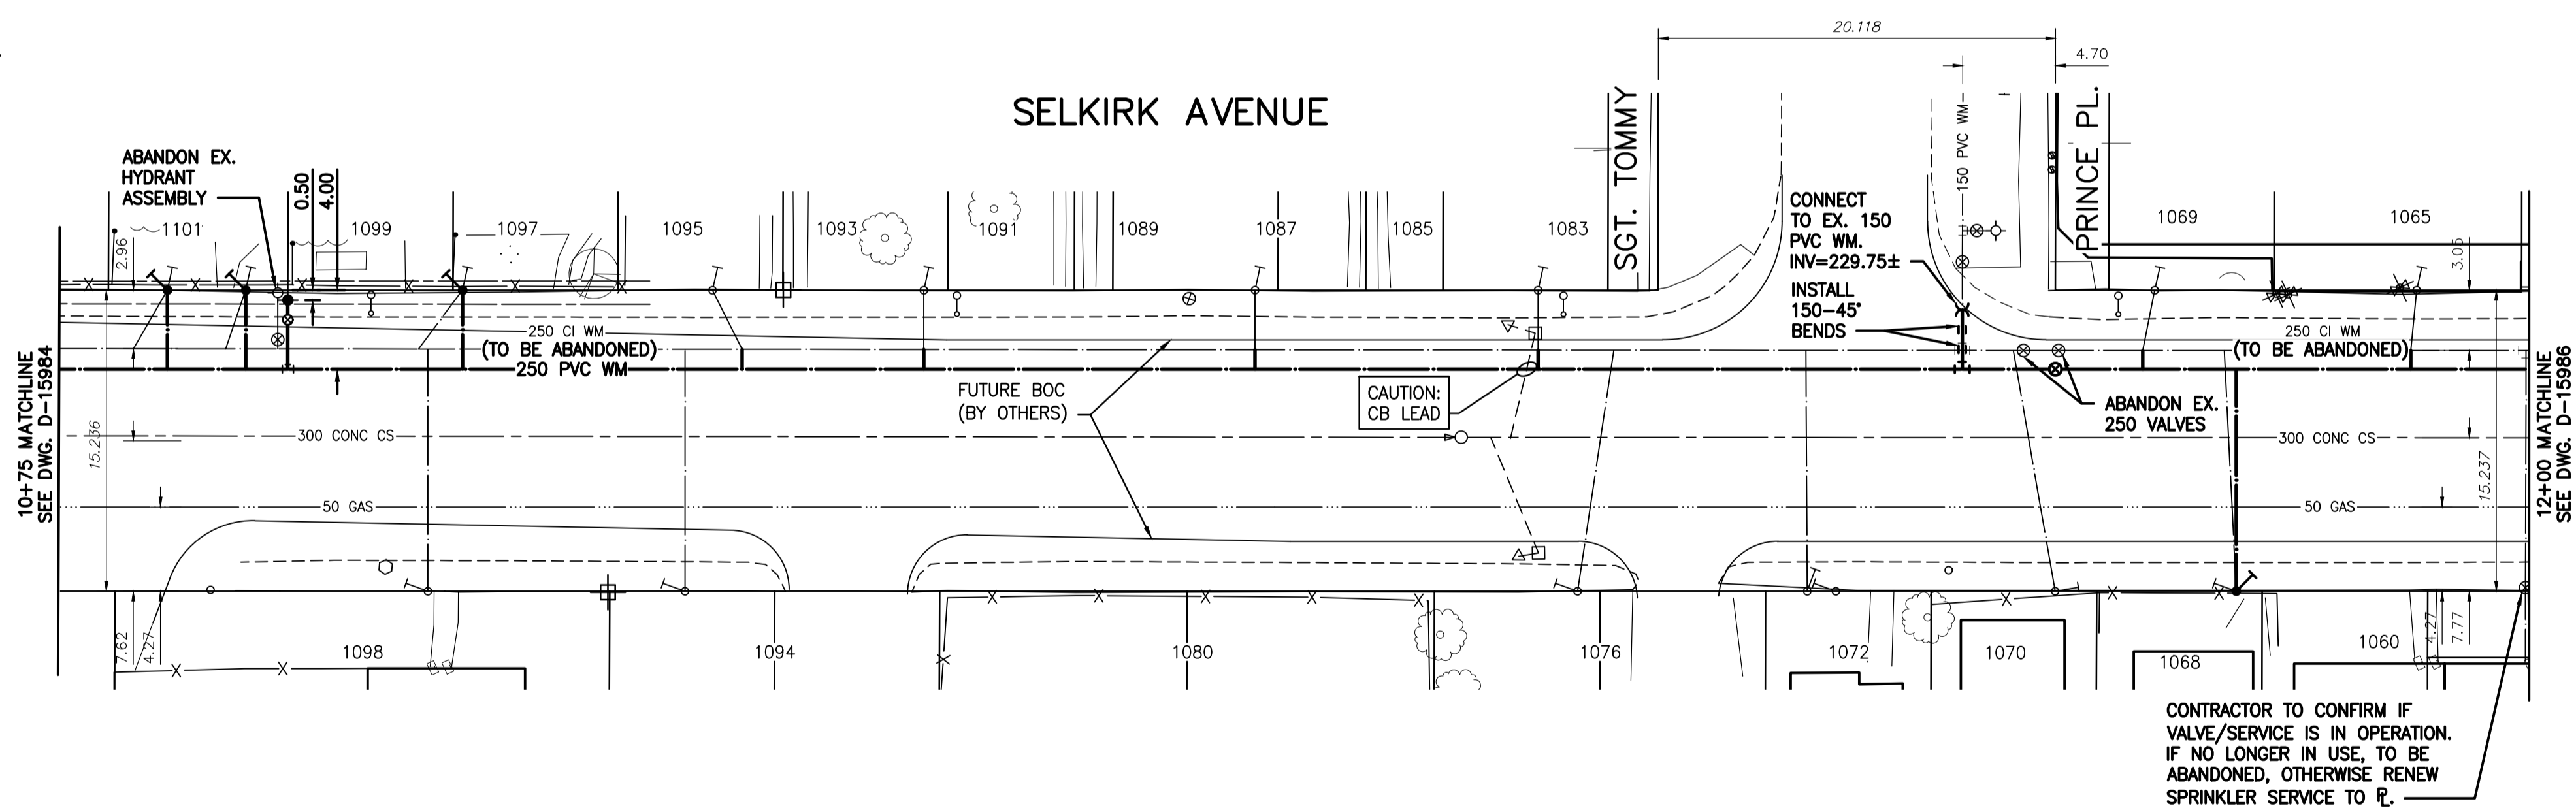 20.118
4.70
SELKIRK AVENUE
SGT. TOMMY
PRINCE PL.
150 PVC WM
ABANDON EX.
HYDRANT
ASSEMBLY
0.50
4.00
CONNECT
TO EX. 150
PVC WM.
INV=229.75±
INSTALL
150-45°
BENDS
1101
1099
1097
1095
1093
1091
1089
1087
1085
1083
1069
1065
2.96
3.05
250 CI WM
(TO BE ABANDONED)
250 PVC WM
250 CI WM
(TO BE ABANDONED)
10+75 MATCHLINE
SEE DWG. D-15984
15.236
FUTURE BOC
(BY OTHERS)
CAUTION:
CB LEAD
ABANDON EX.
250 VALVES
300 CONC CS
300 CONC CS
50 GAS
50 GAS
15.237
12+00 MATCHLINE
SEE DWG. D-15986
7.62
4.27
1098
1094
1080
1076
1072
1070
1068
1060
4.27
7.77
CONTRACTOR TO CONFIRM IF
VALVE/SERVICE IS IN OPERATION.
IF NO LONGER IN USE, TO BE
ABANDONED, OTHERWISE RENEW
SPRINKLER SERVICE TO ℄.